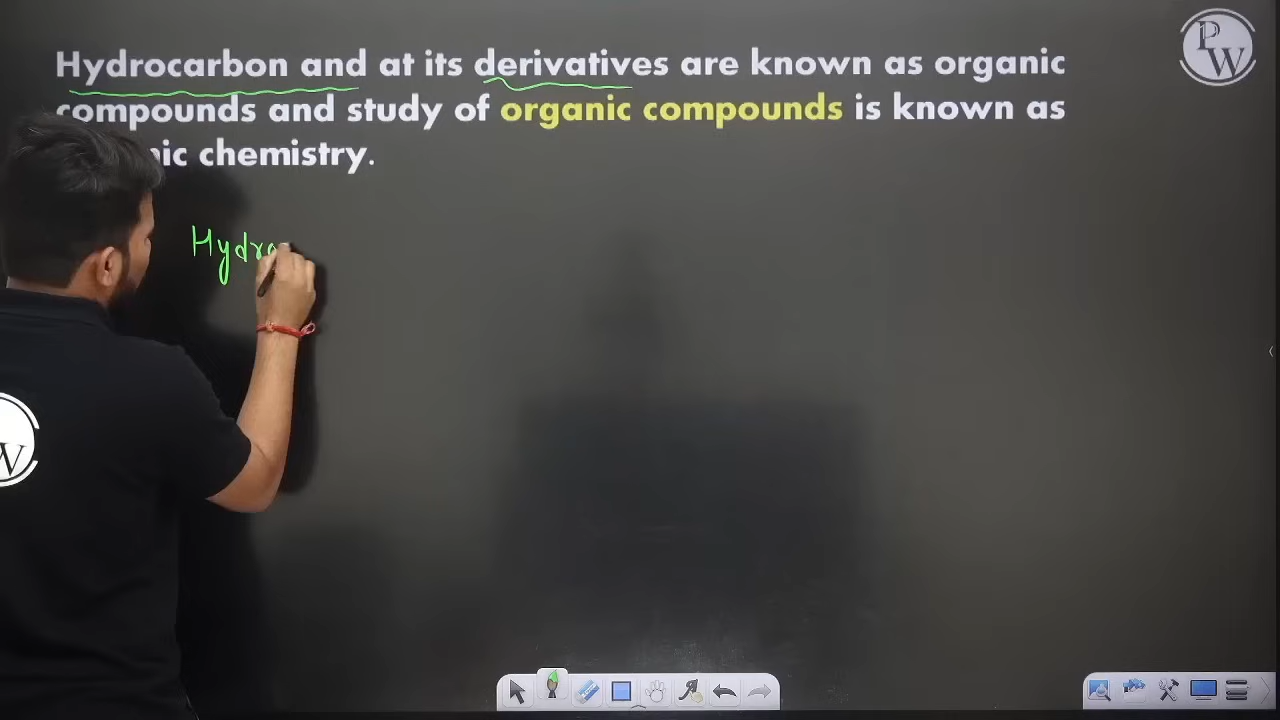 Hydrocarbon and at its derivatives are known as organic
compounds and study of organic compounds is known as
chemistry.
PW
Hydro
W